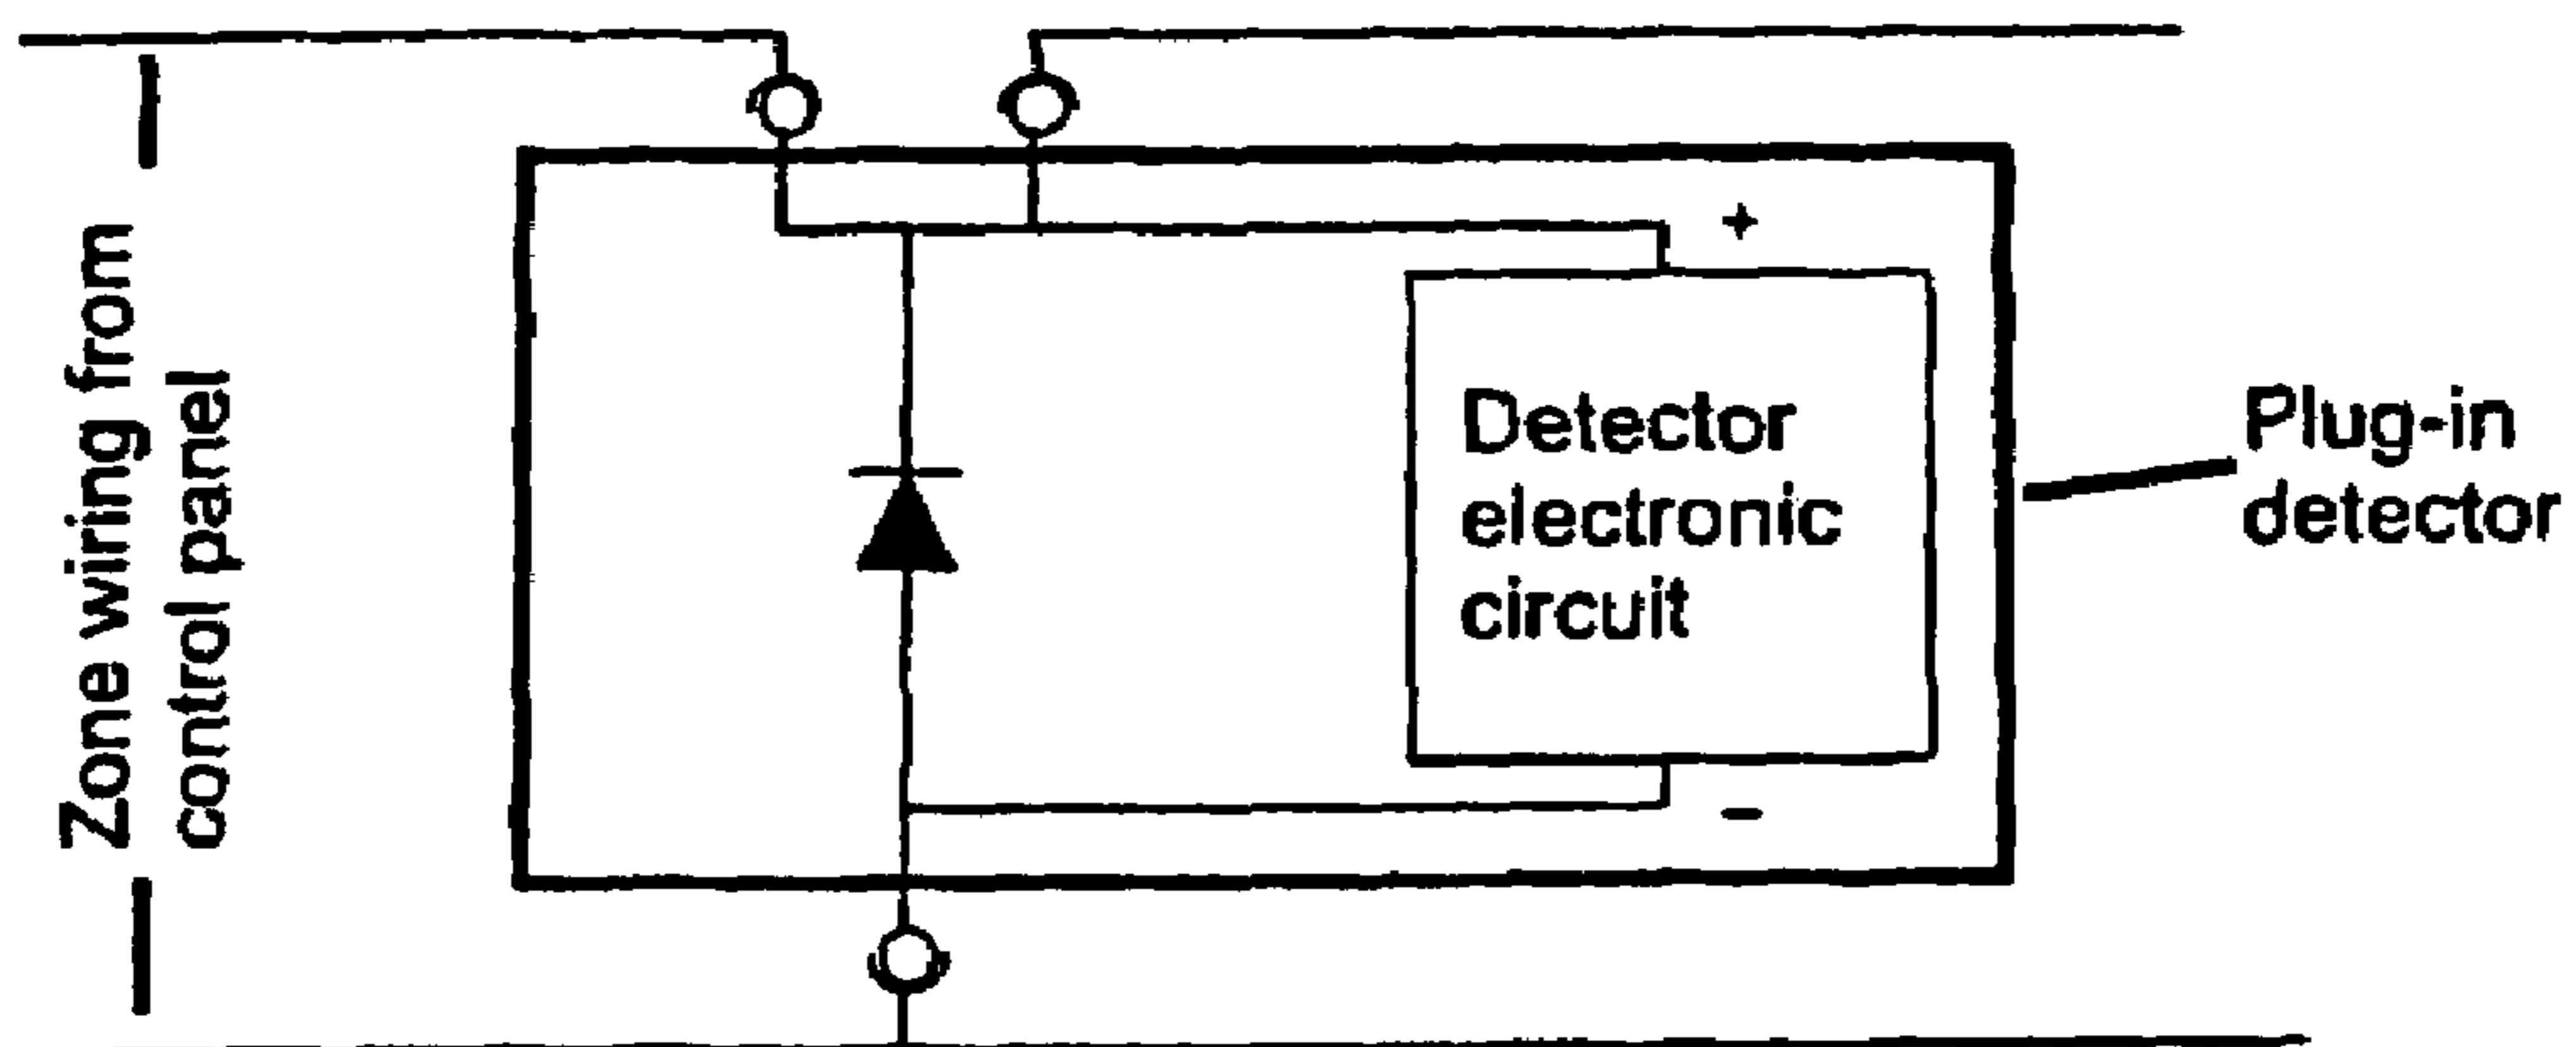 Zone wiring from
control panel
+
Detector
electronic
circuit
−
Plug-in
detector